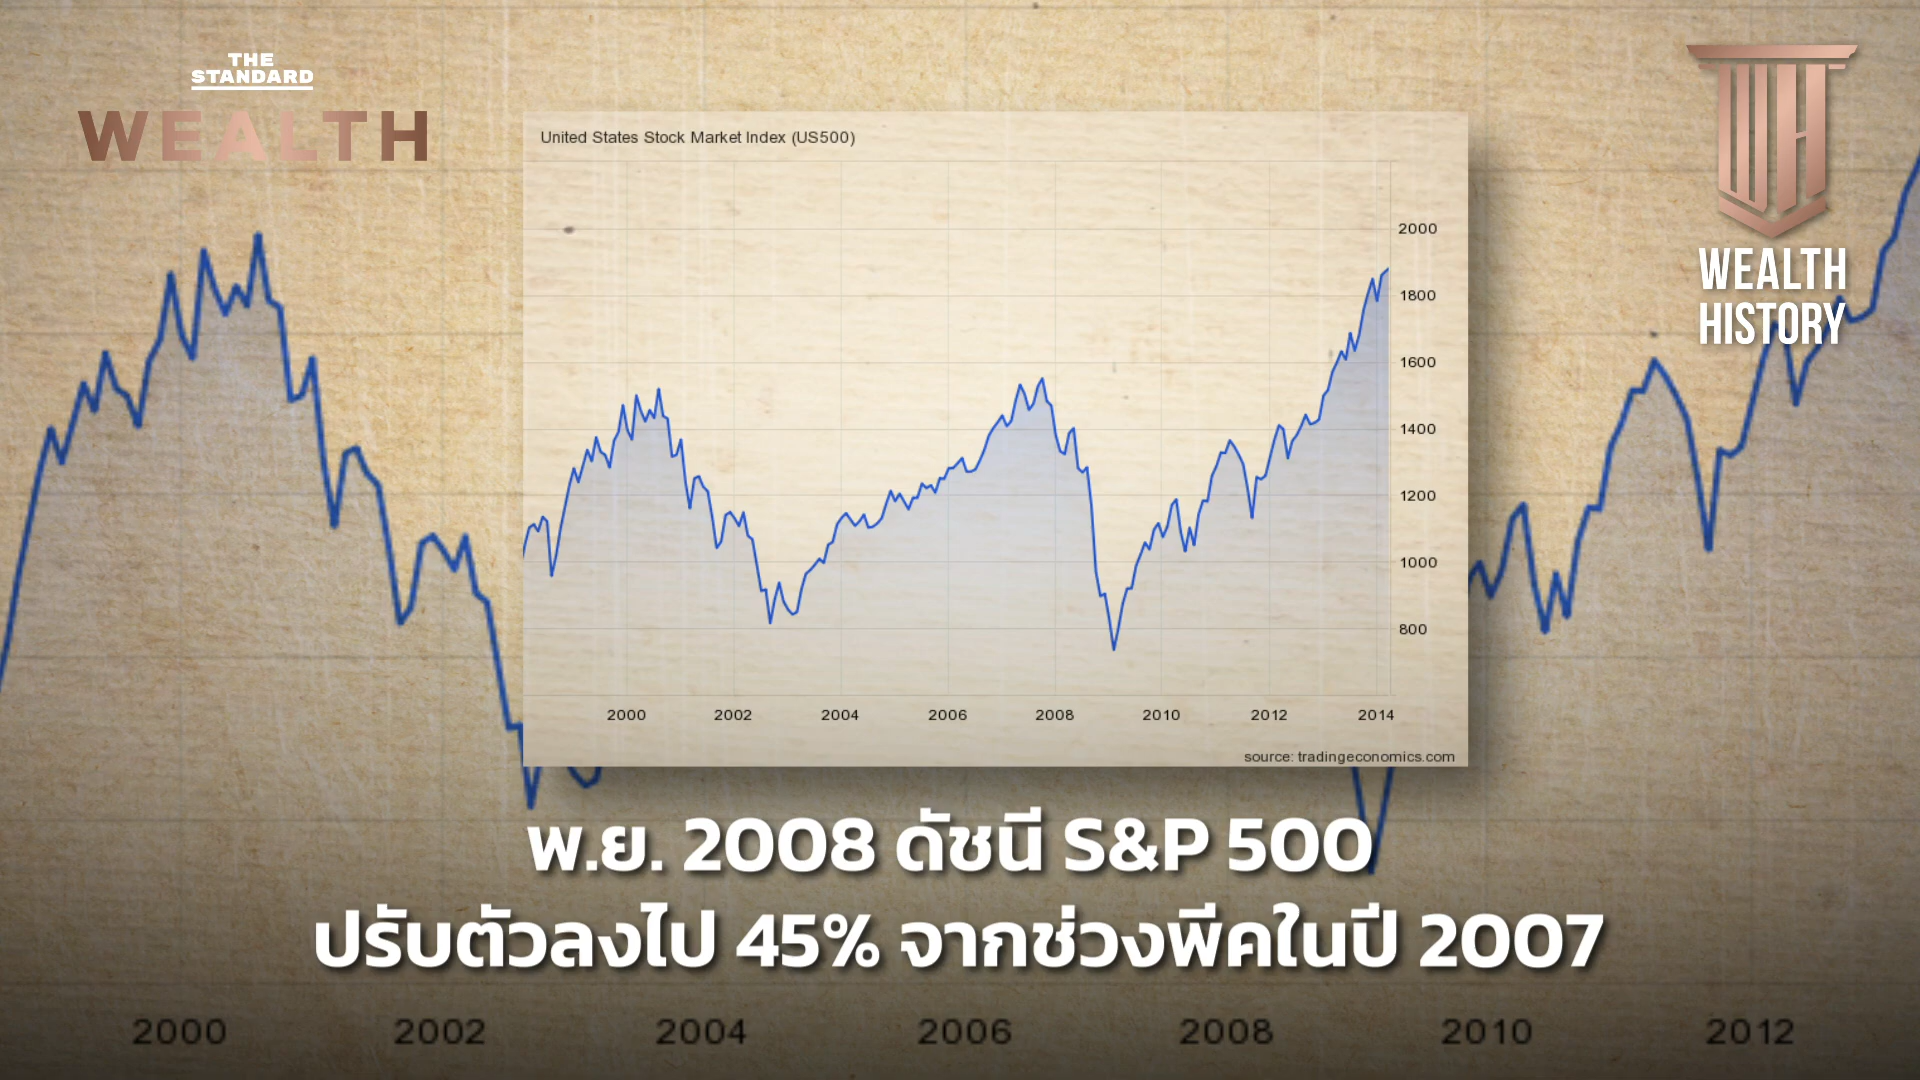 THE
STANDARD
WEALTH
WEALTH
HISTORY
United States Stock Market Index (US500)
2000
1800
1600
1400
1200
1000
800
2000 2002 2004 2006 2008 2010 2012 2014
source: tradingeconomics.com
พ.ย. 2008 ดัชนี S&P 500
ปรับตัวลงไป 45% จากช่วงพีคในปี 2007
2000 2002 2004 2006 2008 2010 2012